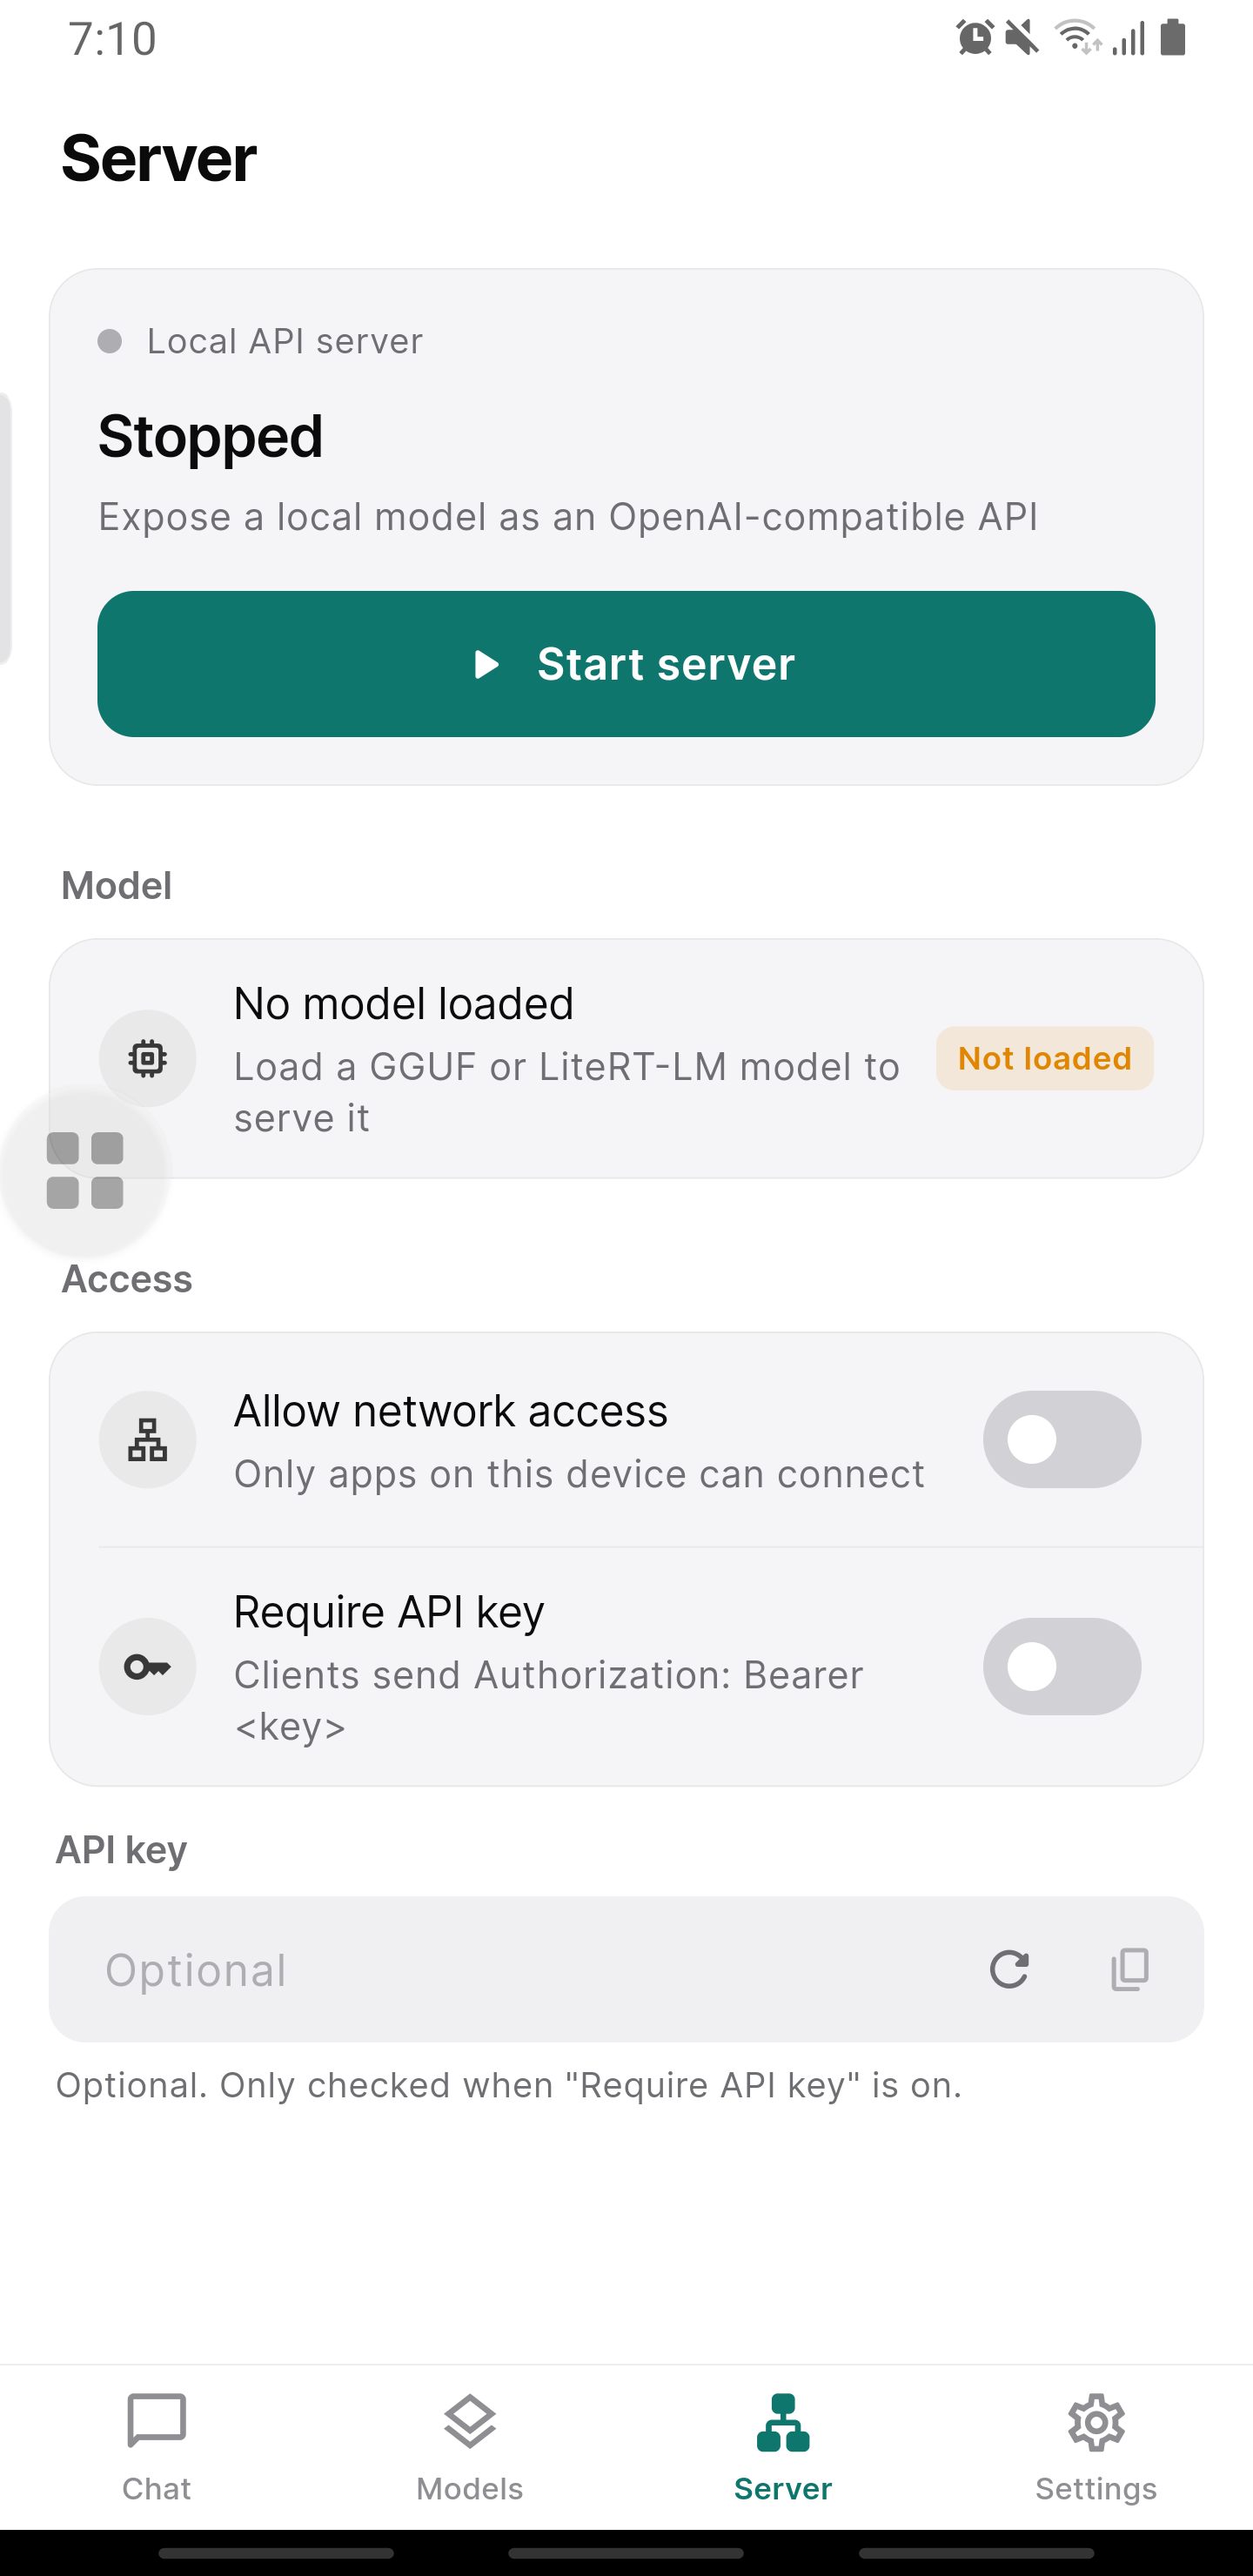 7:10
Server
Local API server
Stopped
Expose a local model as an OpenAI-compatible API
Start server
Model
No model loaded
Load a GGUF or LiteRT-LM model to
serve it
Not loaded
Access
Allow network access
Only apps on this device can connect
Require API key
Clients send Authorization: Bearer
<key>
API key
Optional
Optional. Only checked when "Require API key" is on.
Chat
Models
Server
Settings